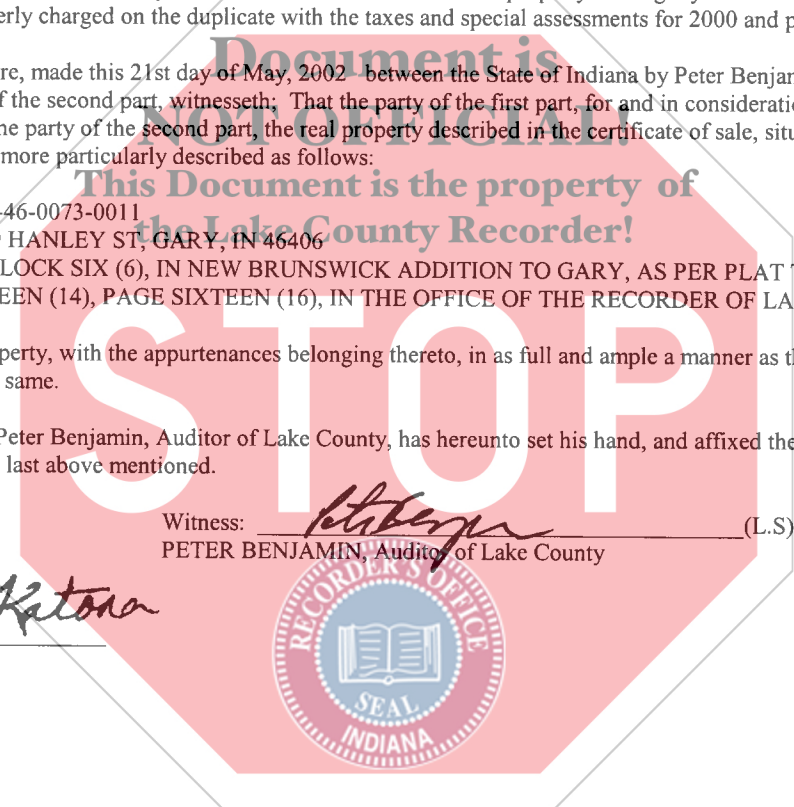 erly charged on the duplicate with the taxes and special assessments for 2000 and p
Document is
re, made this 21st day of May, 2002 between the State of Indiana by Peter Benjam
f the second part, witnesseth; That the party of the first part, for and in consideratio
NOT OFFICIAL!
he party of the second part, the real property described in the certificate of sale, situ
more particularly described as follows:
This Document is the property of
-46-0073-0011
the Lake County Recorder!
HANLEY ST, GARY, IN 46406
LOCK SIX (6), IN NEW BRUNSWICK ADDITION TO GARY, AS PER PLAT T
EEN (14), PAGE SIXTEEN (16), IN THE OFFICE OF THE RECORDER OF LA
STOP
perty, with the appurtenances belonging thereto, in as full and ample a manner as th
same.
Peter Benjamin, Auditor of Lake County, has hereunto set his hand, and affixed the
last above mentioned.
Witness: (L.S)
PETER BENJAMIN, Auditor of Lake County
Katona
RECORDER'S OFFICE
SEAL
INDIANA